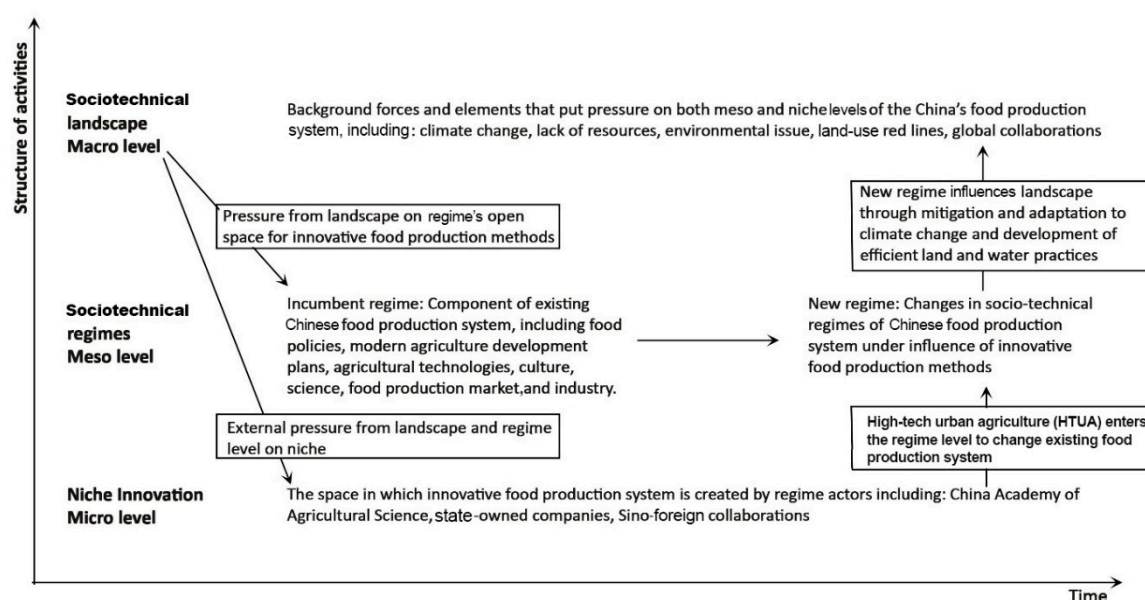 Structure of activities
Sociotechnical
landscape
Macro level
Background forces and elements that put pressure on both meso and niche levels of the China's food production
system, including: climate change, lack of resources, environmental issue, land-use red lines, global collaborations
Pressure from landscape on regime's open
space for innovative food production methods
New regime influences landscape
through mitigation and adaptation to
climate change and development of
efficient land and water practices
Sociotechnical
regimes
Meso level
Incumbent regime: Component of existing
Chinese food production system, including food
policies, modern agriculture development
plans, agricultural technologies, culture,
science, food production market,and industry.
New regime: Changes in socio-technical
regimes of Chinese food production
system under influence of innovative
food production methods
External pressure from landscape and regime
level on niche
High-tech urban agriculture (HTUA) enters
the regime level to change existing food
production system
Niche Innovation
Micro level
The space in which innovative food production system is created by regime actors including: China Academy of
Agricultural Science, state-owned companies, Sino-foreign collaborations
Time